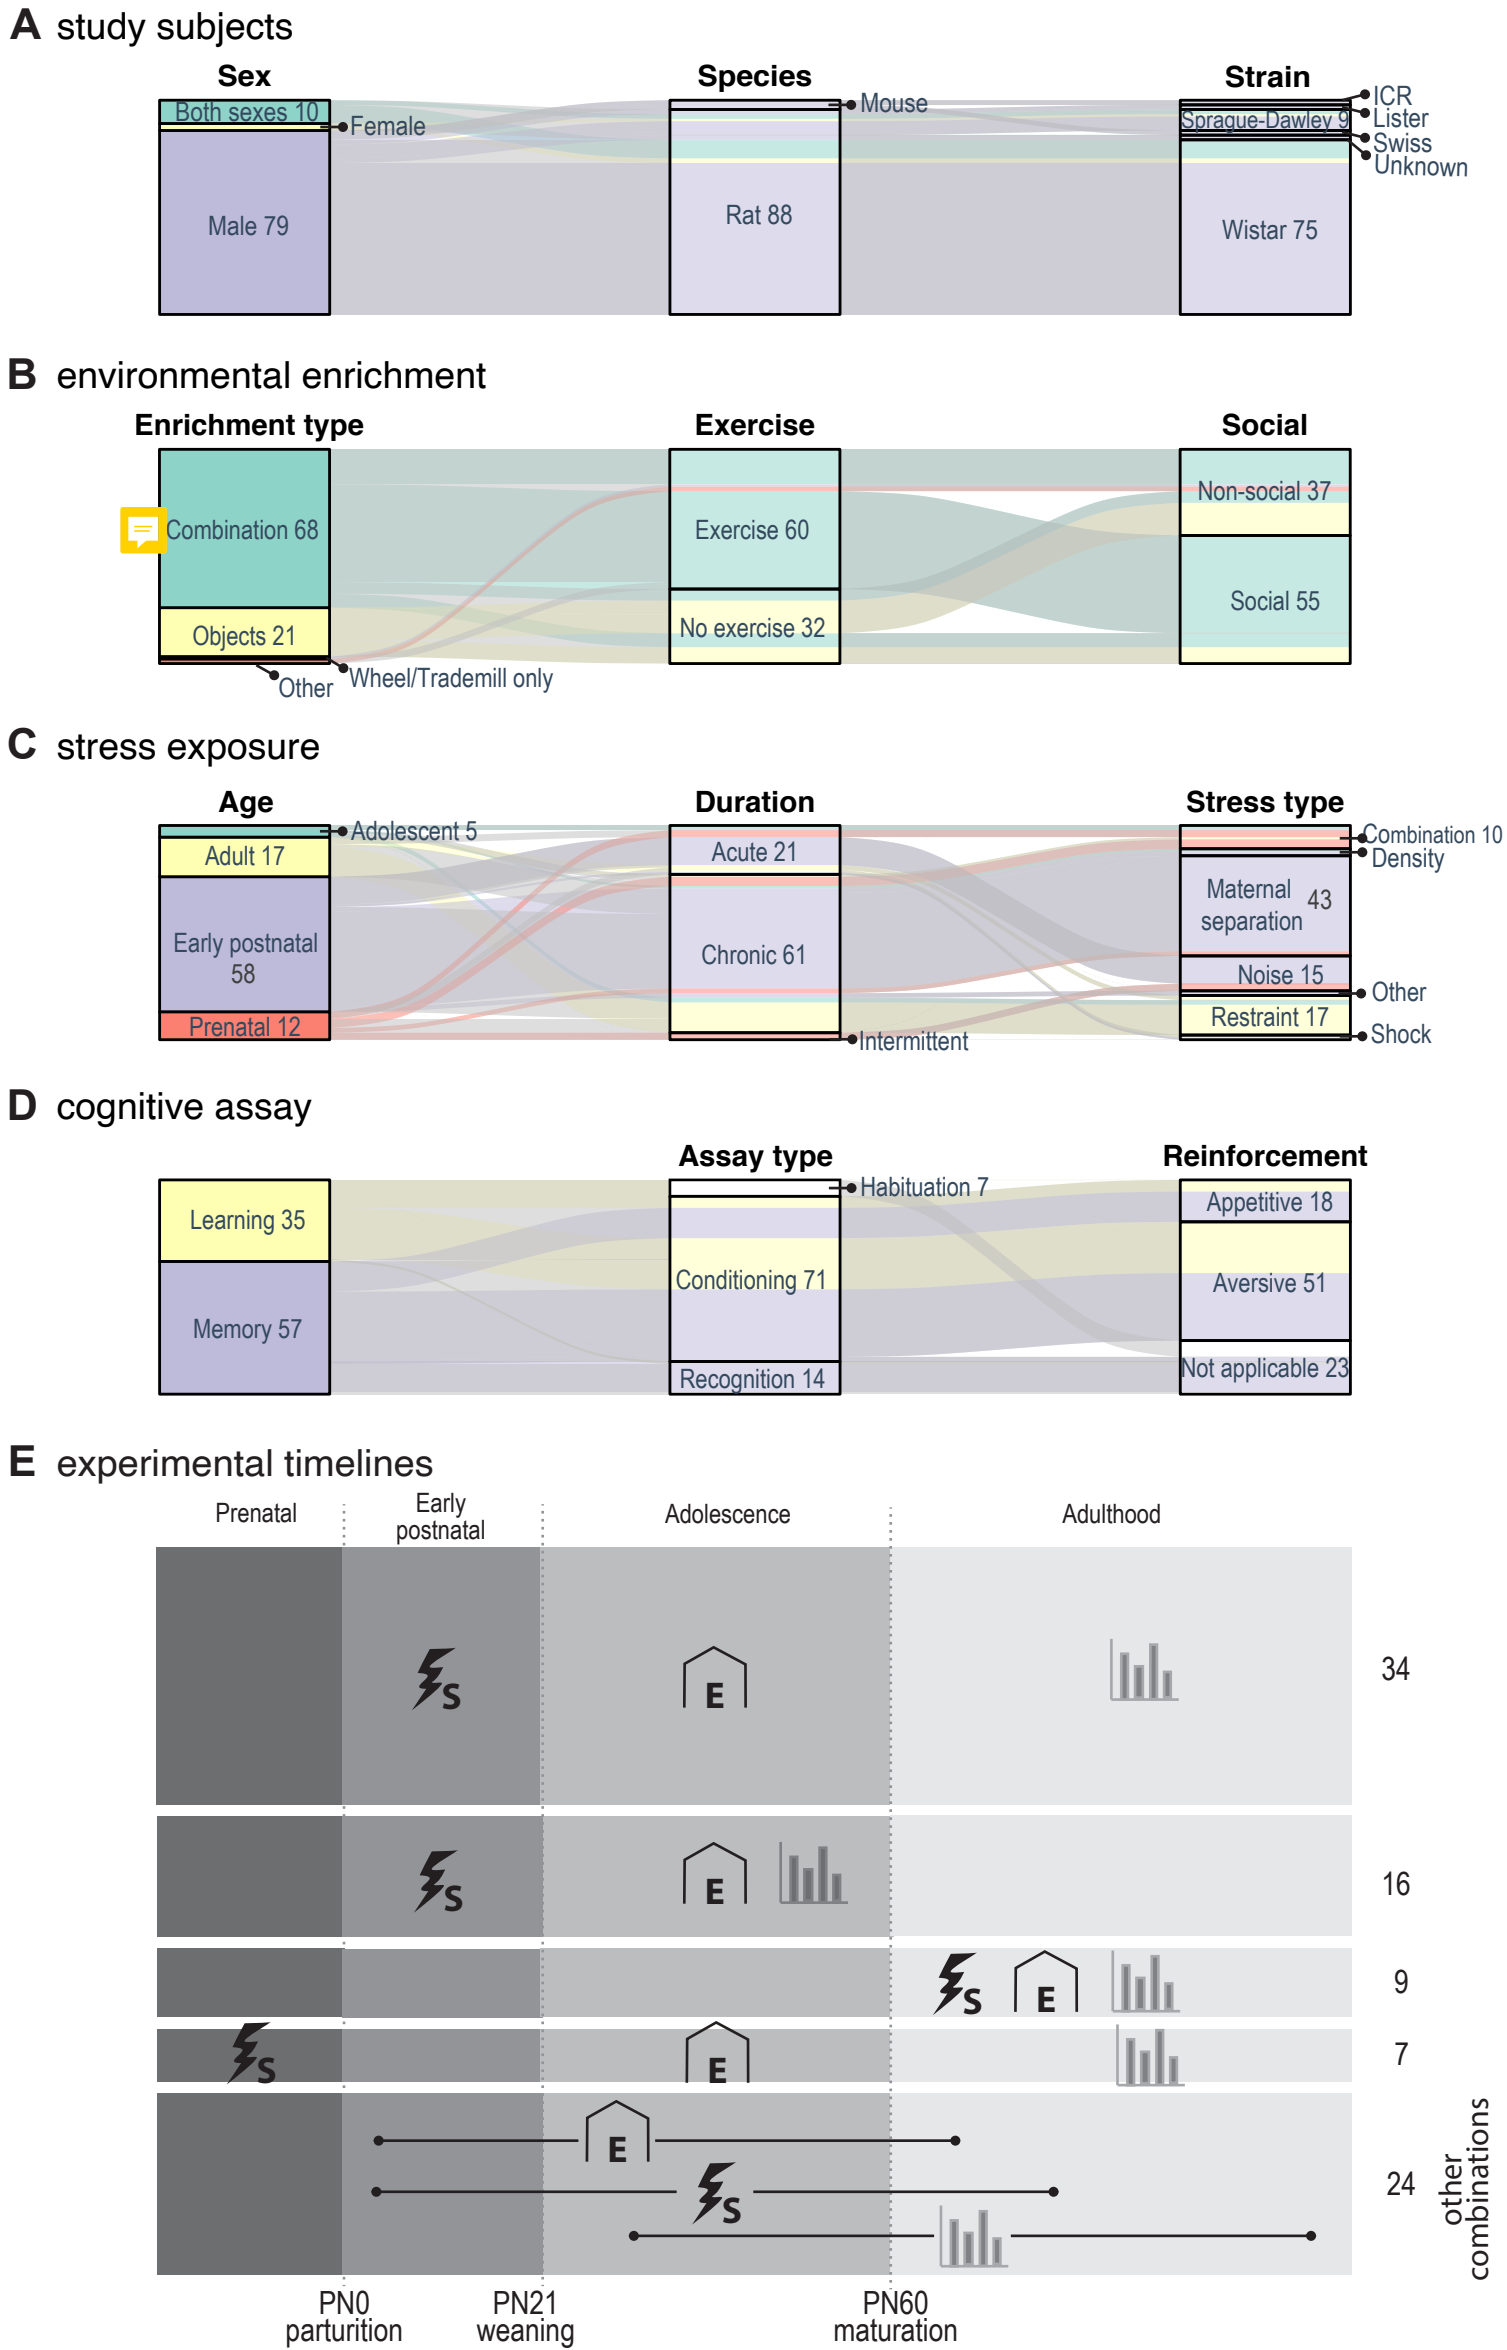 A study subjects
Sex
Species
Strain
Both sexes 10
Female
Male 79
Mouse
Rat 88
ICR
Lister
Sprague-Dawley 9
Swiss
Unknown
Wistar 75
B environmental enrichment
Enrichment type
Exercise
Social
Combination 68
Objects 21
Other
Wheel/Trademill only
Exercise 60
No exercise 32
Non-social 37
Social 55
C stress exposure
Age
Duration
Stress type
Adolescent 5
Adult 17
Early postnatal
58
Prenatal 12
Acute 21
Chronic 61
Intermittent
Combination 10
Density
Maternal
separation
43
Noise 15
Other
Restraint 17
Shock
D cognitive assay
Assay type
Reinforcement
Learning 35
Memory 57
Habituation 7
Conditioning 71
Recognition 14
Appetitive 18
Aversive 51
Not applicable 23
E experimental timelines
Prenatal
Early
postnatal
Adolescence
Adulthood
S
E
34
S
E
16
S
E
9
S
E
7
E
S
24
other
combinations
PN0
parturition
PN21
weaning
PN60
maturation